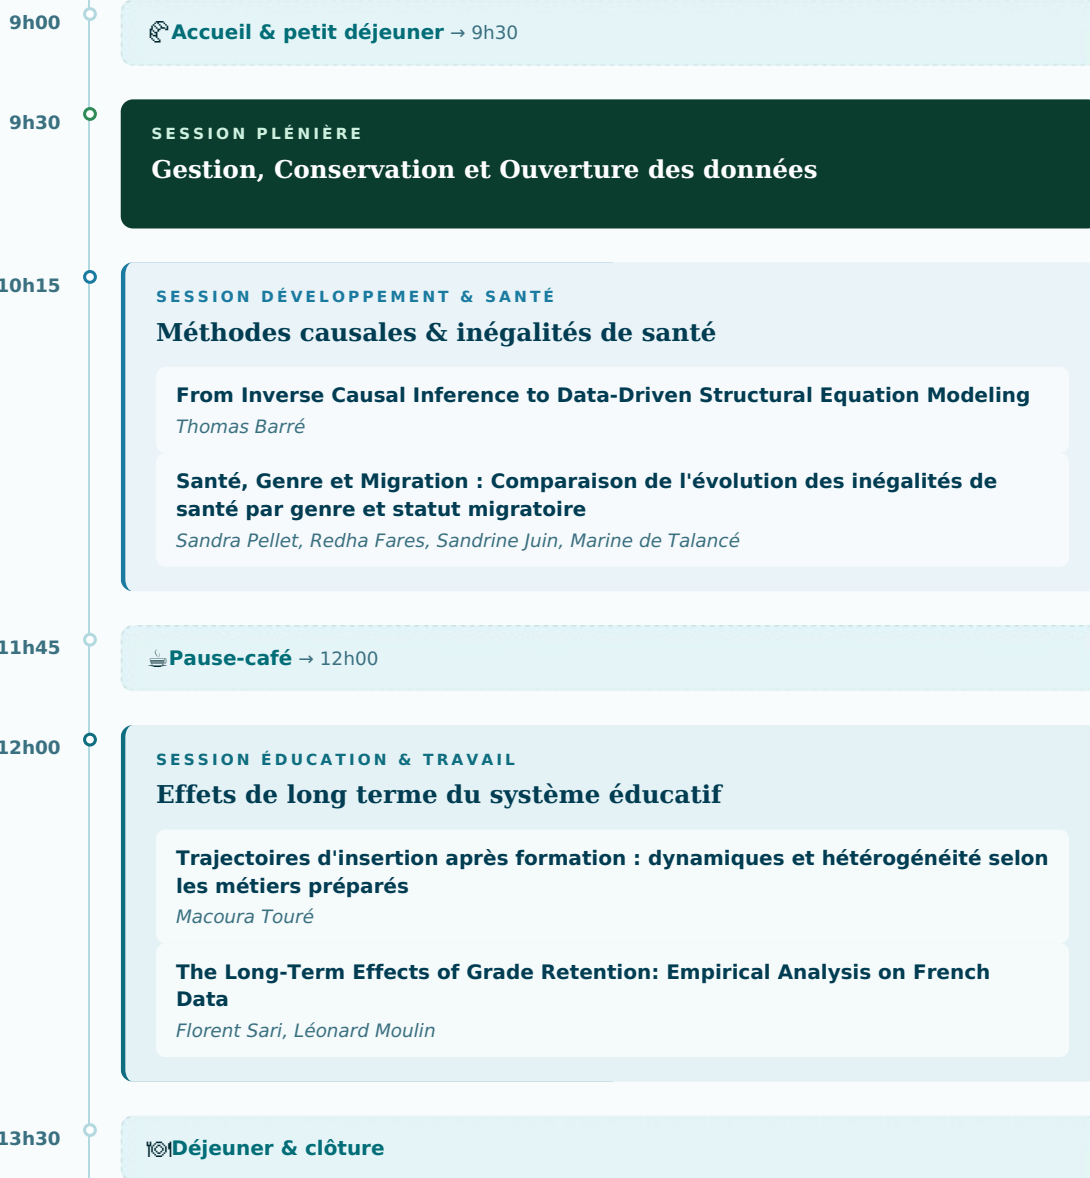 9h00
Accueil & petit déjeuner → 9h30
9h30
SESSION PLÉNIÈRE
Gestion, Conservation et Ouverture des données
10h15
SESSION DÉVELOPPEMENT & SANTÉ
Méthodes causales & inégalités de santé
From Inverse Causal Inference to Data-Driven Structural Equation Modeling
Thomas Barré
Santé, Genre et Migration : Comparaison de l'évolution des inégalités de
santé par genre et statut migratoire
Sandra Pellet, Redha Fares, Sandrine Juin, Marine de Talancé
11h45
Pause-café → 12h00
12h00
SESSION ÉDUCATION & TRAVAIL
Effets de long terme du système éducatif
Trajectoires d'insertion après formation : dynamiques et hétérogénéité selon
les métiers préparés
Macoura Touré
The Long-Term Effects of Grade Retention: Empirical Analysis on French
Data
Florent Sari, Léonard Moulin
13h30
Déjeuner & clôture